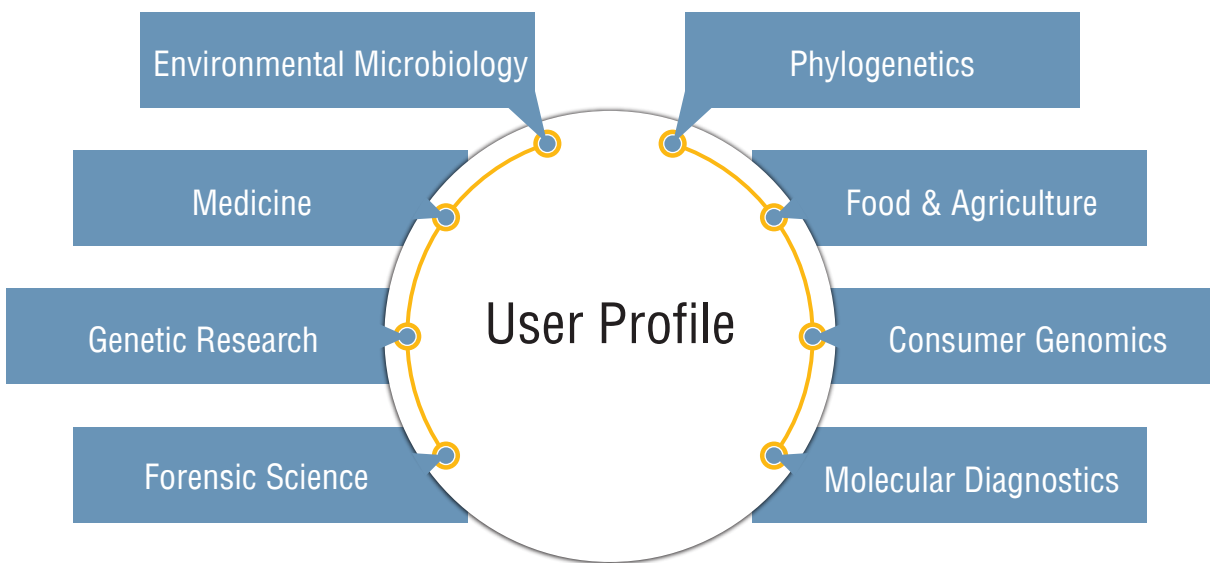 Environmental Microbiology
Phylogenetics
Medicine
Food & Agriculture
Genetic Research
User Profile
Consumer Genomics
Forensic Science
Molecular Diagnostics